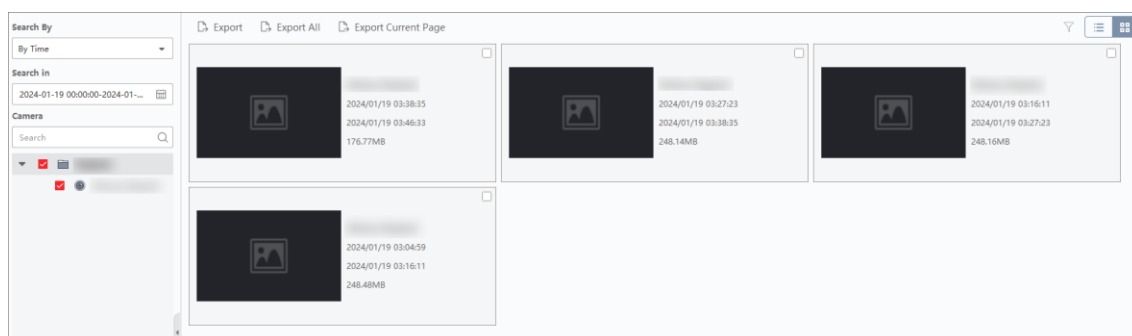 Search By
By Time
Search in
2024-01-19 00:00:00-2024-01-...
Camera
Search
Export Export All Export Current Page
2024/01/19 03:38:35
2024/01/19 03:46:33
176.77MB
2024/01/19 03:27:23
2024/01/19 03:38:35
248.14MB
2024/01/19 03:16:11
2024/01/19 03:27:23
248.16MB
2024/01/19 03:04:59
2024/01/19 03:16:11
248.48MB